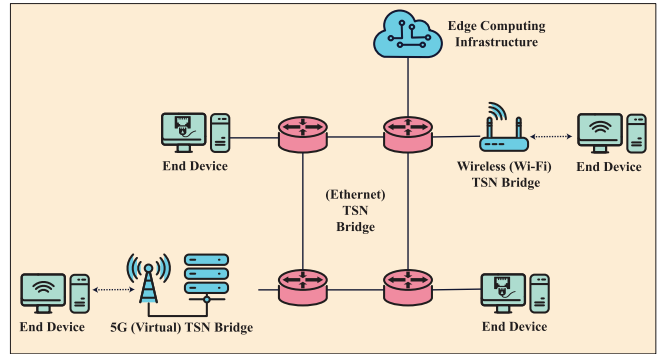 Edge Computing
Infrastructure
End Device
Wireless (Wi-Fi)
TSN Bridge
End Device
(Ethernet)
TSN
Bridge
End Device
5G (Virtual) TSN Bridge
End Device